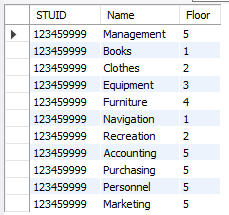 STUID Name Floor
123459999 Management 5
123459999 Books 1
123459999 Clothes 2
123459999 Equipment 3
123459999 Furniture 4
123459999 Navigation 1
123459999 Recreation 2
123459999 Accounting 5
123459999 Purchasing 5
123459999 Personnel 5
123459999 Marketing 5